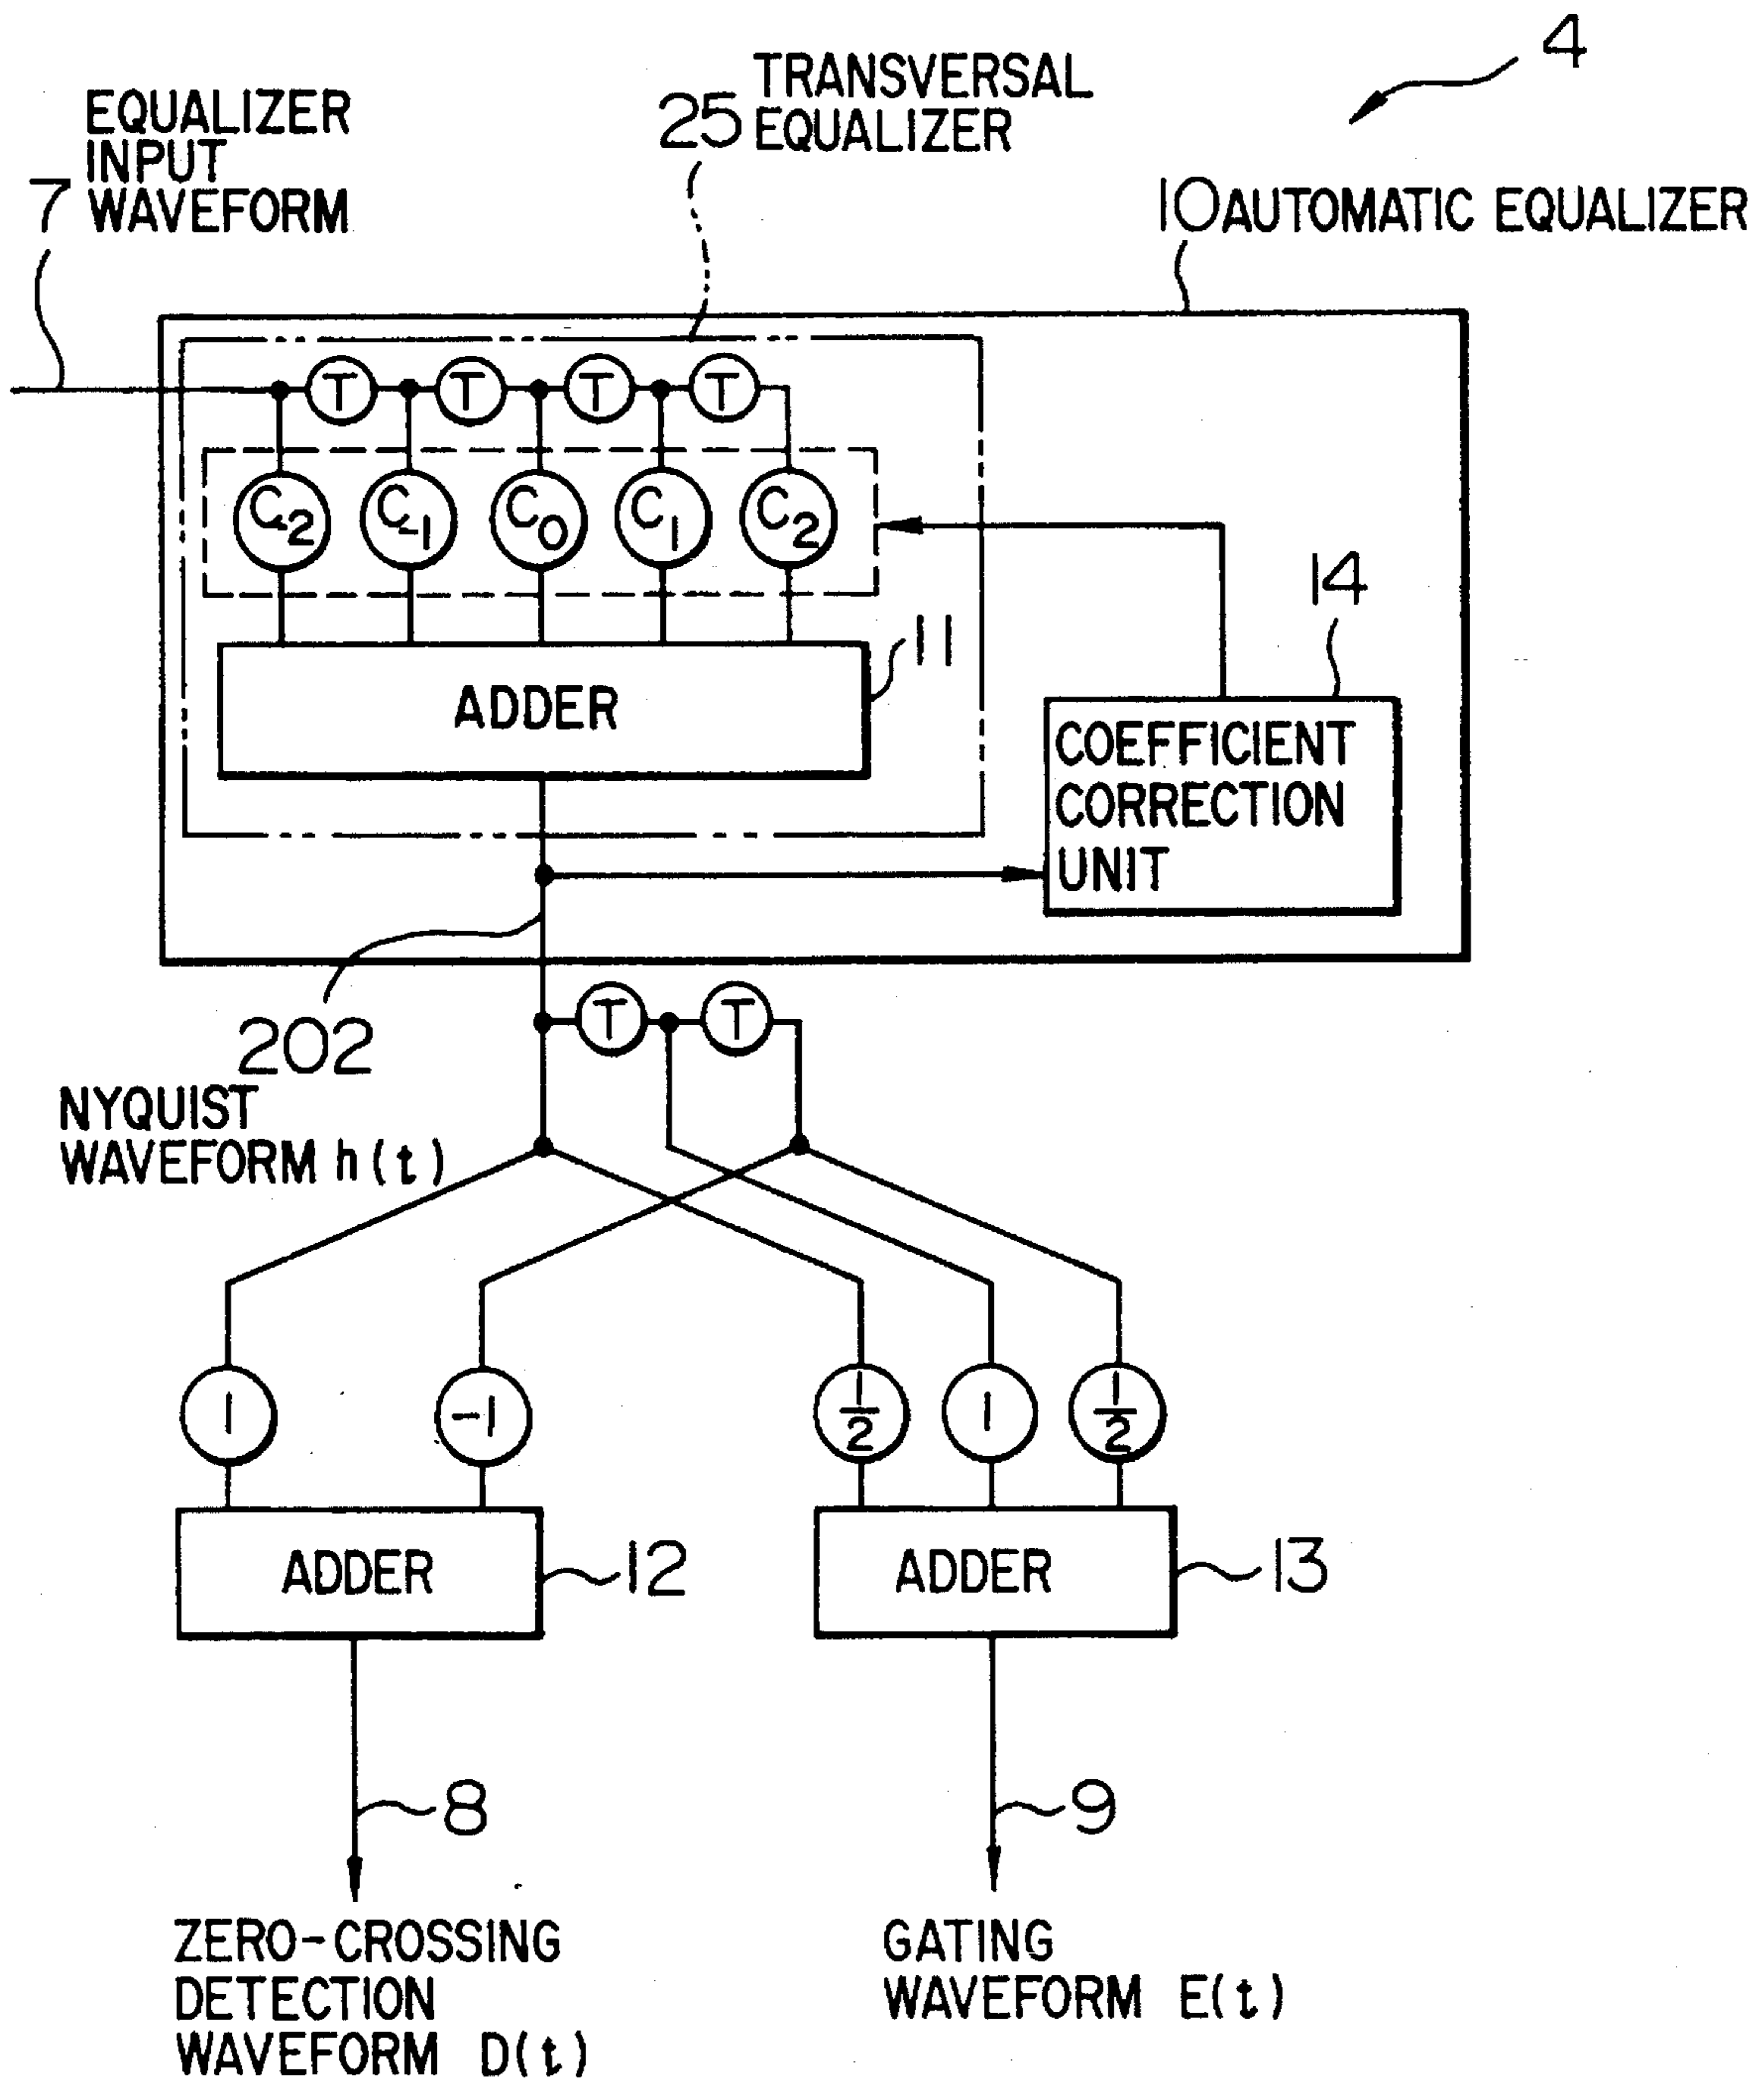 4
TRANSVERSAL
25 EQUALIZER
EQUALIZER
INPUT
7 WAVEFORM
10 AUTOMATIC EQUALIZER
T T T T
C-2 C-1 C0 C1 C2
14
11
ADDER
COEFFICIENT
CORRECTION
UNIT
T T
202
NYQUIST
WAVEFORM h(t)
1 -1 1/2 1 1/2
ADDER 12 ADDER 13
8 9
ZERO-CROSSING
DETECTION
WAVEFORM D(t)
GATING
WAVEFORM E(t)